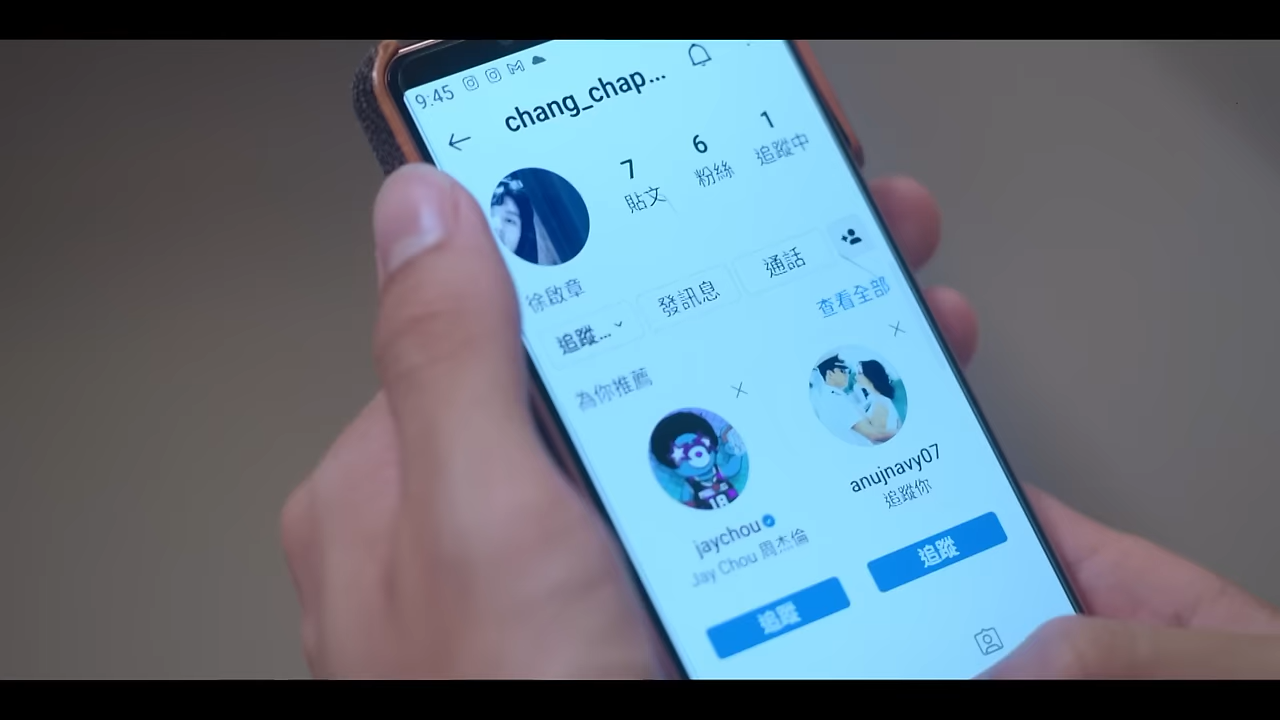 9:45
chang_chap...
7 6 1
貼文 粉絲 追蹤中
徐啟章
追蹤... 發訊息 通話
為你推薦 查看全部
jaychou
Jay Chou 周杰倫
追蹤
anujnavy07
追蹤你
追蹤
18